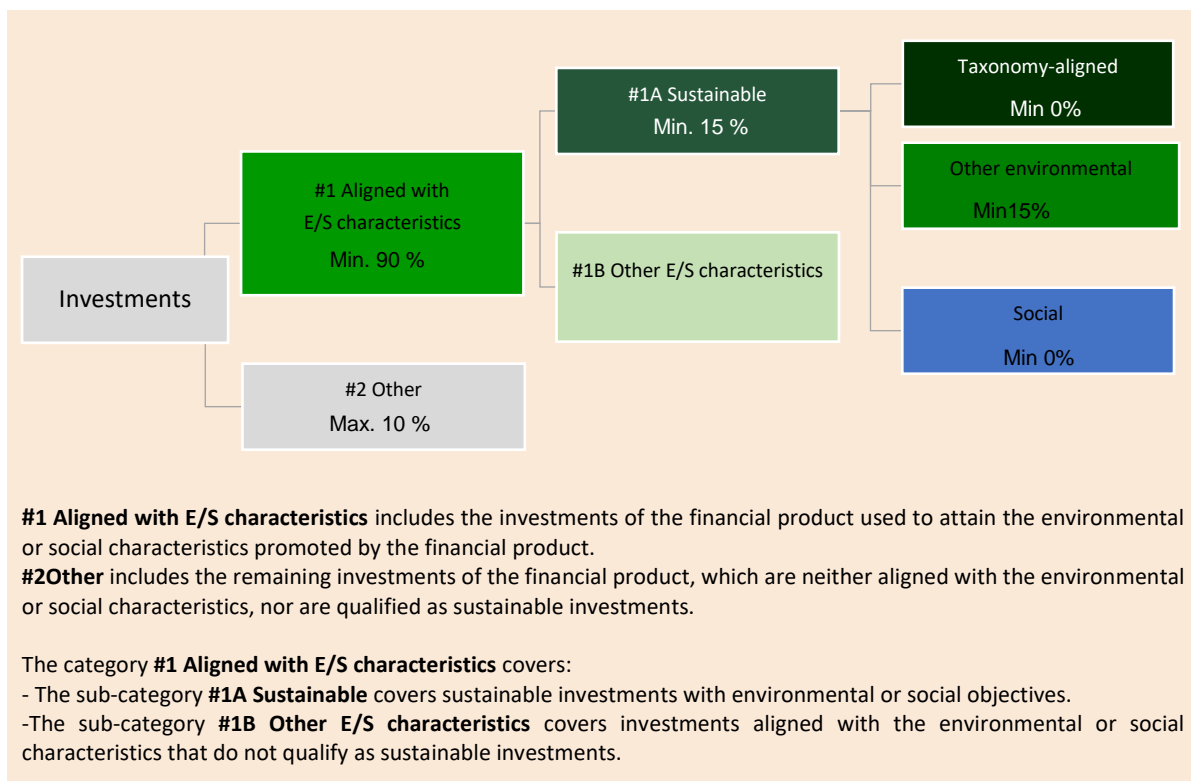 Investments
#1 Aligned with
E/S characteristics
Min. 90 %
#2 Other
Max. 10 %
#1A Sustainable
Min. 15 %
#1B Other E/S characteristics
Taxonomy-aligned
Min 0%
Other environmental
Min15%
Social
Min 0%
#1 Aligned with E/S characteristics includes the investments of the financial product used to attain the environmental
or social characteristics promoted by the financial product.
#2Other includes the remaining investments of the financial product, which are neither aligned with the environmental
or social characteristics, nor are qualified as sustainable investments.
The category #1 Aligned with E/S characteristics covers:
- The sub-category #1A Sustainable covers sustainable investments with environmental or social objectives.
-The sub-category #1B Other E/S characteristics covers investments aligned with the environmental or social
characteristics that do not qualify as sustainable investments.